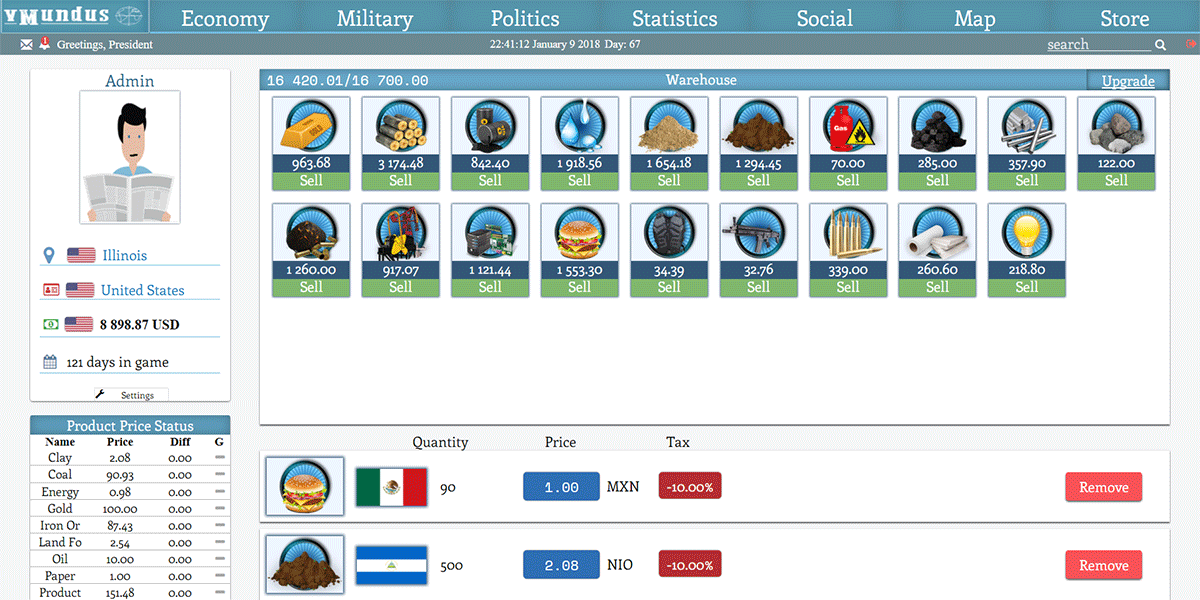 vMundus
Economy Military Politics Statistics Social Map Store
Greetings, President 22:41:12 January 9 2018 Day: 67 search
Admin
Illinois
United States
8 898.87 USD
121 days in game
Settings
Product Price Status
Name Price Diff G
Clay 2.08 0.00
Coal 90.93 0.00
Energy 0.98 0.00
Gold 100.00 0.00
Iron Or 87.43 0.00
Land Fo 2.54 0.00
Oil 10.00 0.00
Paper 1.00 0.00
Product 151.48 0.00
16 420.01/16 700.00 Warehouse Upgrade
GOLD Gas
963.68 3 174.48 842.40 1 918.56 1 654.18 1 294.45 70.00 285.00 357.90 122.00
Sell Sell Sell Sell Sell Sell Sell Sell Sell Sell
1 260.00 917.07 1 121.44 1 553.30 34.39 32.76 339.00 260.60 218.80
Sell Sell Sell Sell Sell Sell Sell Sell Sell
Quantity Price Tax
90 1.00 MXN -10.00% Remove
500 2.08 NIO -10.00% Remove